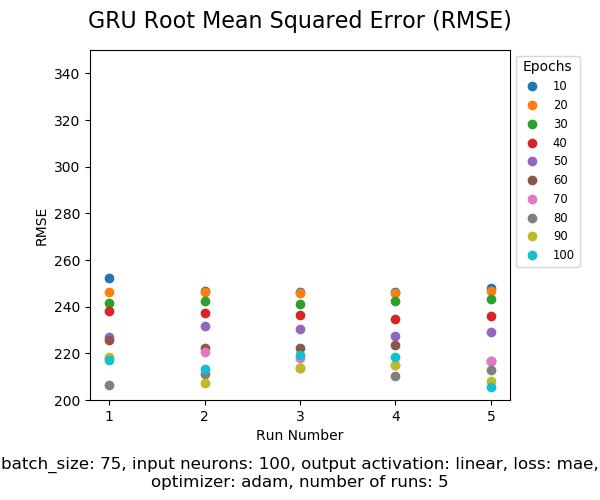 GRU Root Mean Squared Error (RMSE)
Epochs
10
20
30
40
50
60
70
80
90
100
RMSE
340
320
300
280
260
240
220
200
1 2 3 4 5
Run Number
batch_size: 75, input neurons: 100, output activation: linear, loss: mae,
optimizer: adam, number of runs: 5